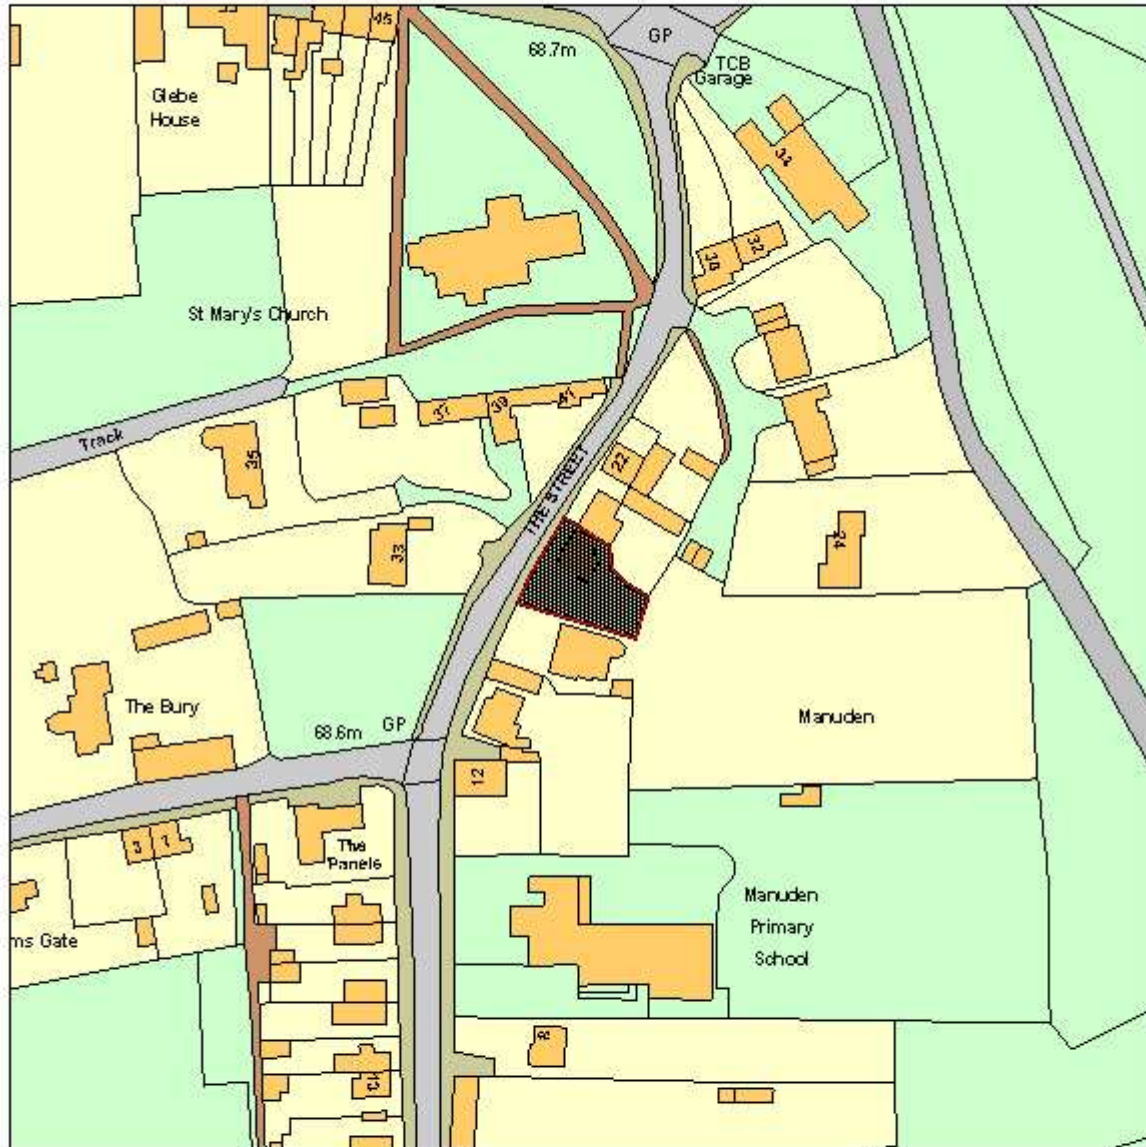 45
68.7m
GP
TCB
Garage
Glebe
House
34
32
30
St Mary's Church
37
39
41
Track
35
THE STREET
22
33
24
The Bury
Manuden
GP
68.6m
12
3
1
The
Panels
Manuden
Primary
School
ms Gate
13